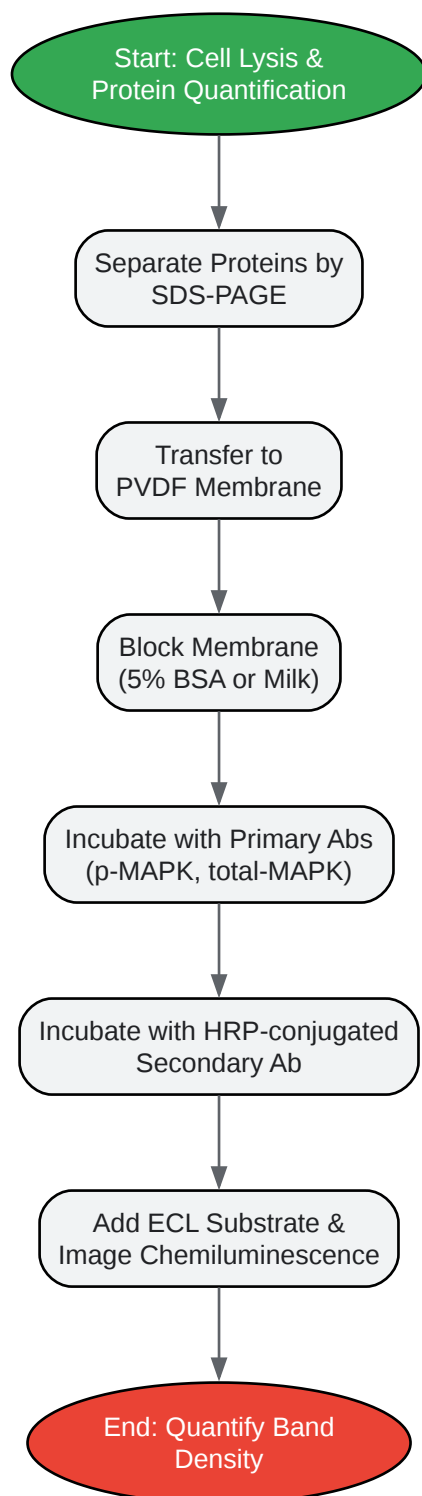 Start: Cell Lysis &
Protein Quantification
Separate Proteins by
SDS-PAGE
Transfer to
PVDF Membrane
Block Membrane
(5% BSA or Milk)
Incubate with Primary Abs
(p-MAPK, total-MAPK)
Incubate with HRP-conjugated
Secondary Ab
Add ECL Substrate &
Image Chemiluminescence
End: Quantify Band
Density